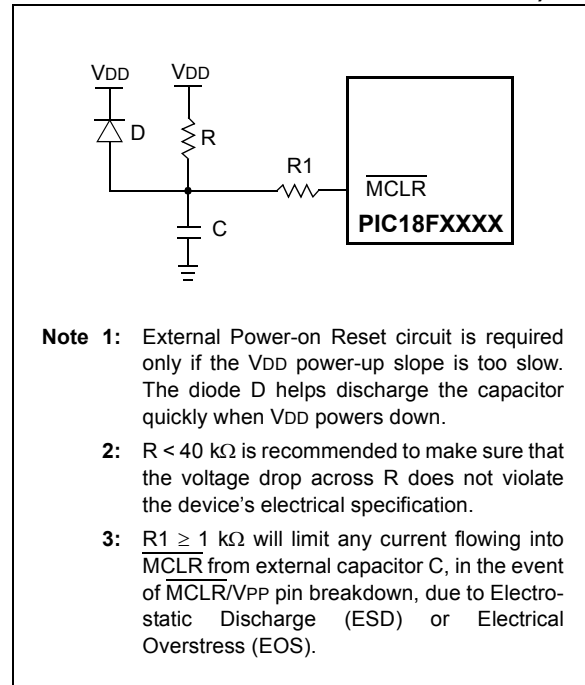 VDD VDD
D
R
R1
MCLR
C
PIC18FXXXX
Note 1: External Power-on Reset circuit is required
only if the VDD power-up slope is too slow.
The diode D helps discharge the capacitor
quickly when VDD powers down.
2: R < 40 kΩ is recommended to make sure that
the voltage drop across R does not violate
the device's electrical specification.
3: R1 ≥ 1 kΩ will limit any current flowing into
MCLR from external capacitor C, in the event
of MCLR/VPP pin breakdown, due to Electro-
static Discharge (ESD) or Electrical
Overstress (EOS).